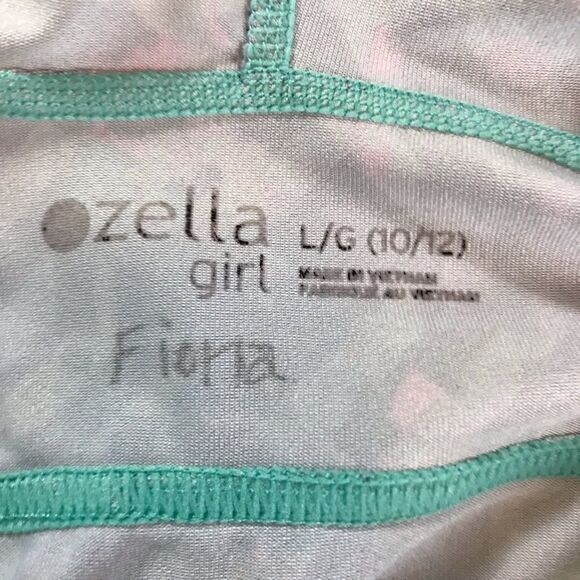 zella
girl
L/G (10/12)
MADE IN VIETNAM
FABRIQUÉ AU VIETNAM
Fiona